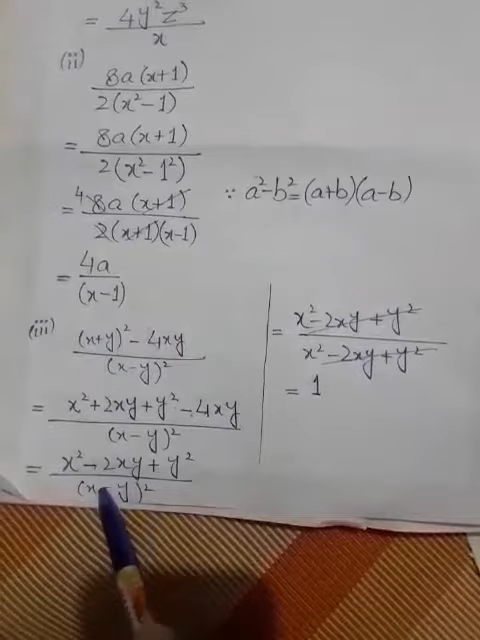 = 4y²z³/x
(ii)
8a(x+1)/2(x²-1)
= 8a(x+1)/2(x²-1²)
= ⁴8a(x+1)/2(x+1)(x-1) ∵ a²-b²=(a+b)(a-b)
= 4a/(x-1)
(iii)
(x+y)²-4xy/(x-y)²
= x²+2xy+y²-4xy/(x-y)²
= x²-2xy+y²/(x-y)²
= x²-2xy+y²/x²-2xy+y²
= 1